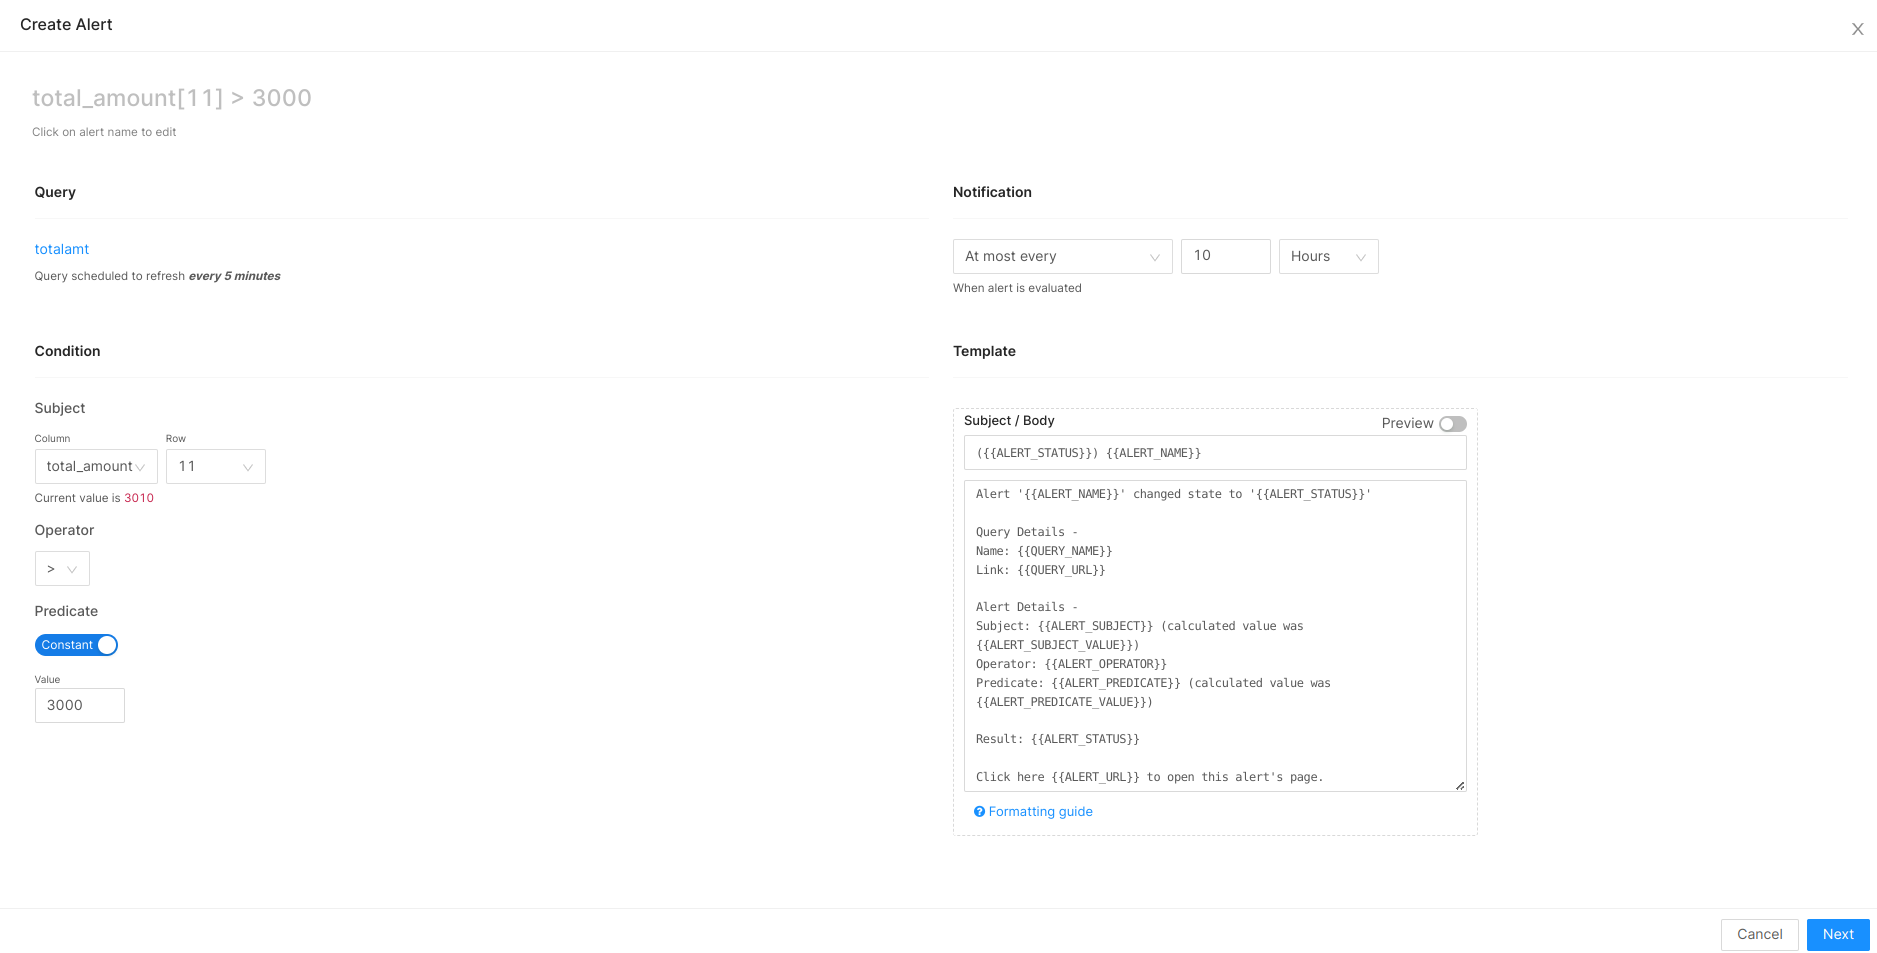 Create Alert
total_amount[11] > 3000
Click on alert name to edit
Query
totalamt
Query scheduled to refresh every 5 minutes
Notification
At most every 10 Hours
When alert is evaluated
Condition
Subject
Column Row
total_amount 11
Current value is 3010
Operator
>
Predicate
Constant
Value
3000
Template
Subject / Body Preview
({{ALERT_STATUS}}) {{ALERT_NAME}}
Alert '{{ALERT_NAME}}' changed state to '{{ALERT_STATUS}}'
Query Details -
Name: {{QUERY_NAME}}
Link: {{QUERY_URL}}
Alert Details -
Subject: {{ALERT_SUBJECT}} (calculated value was
{{ALERT_SUBJECT_VALUE}})
Operator: {{ALERT_OPERATOR}}
Predicate: {{ALERT_PREDICATE}} (calculated value was
{{ALERT_PREDICATE_VALUE}})
Result: {{ALERT_STATUS}}
Click here {{ALERT_URL}} to open this alert's page.
Formatting guide
Cancel Next